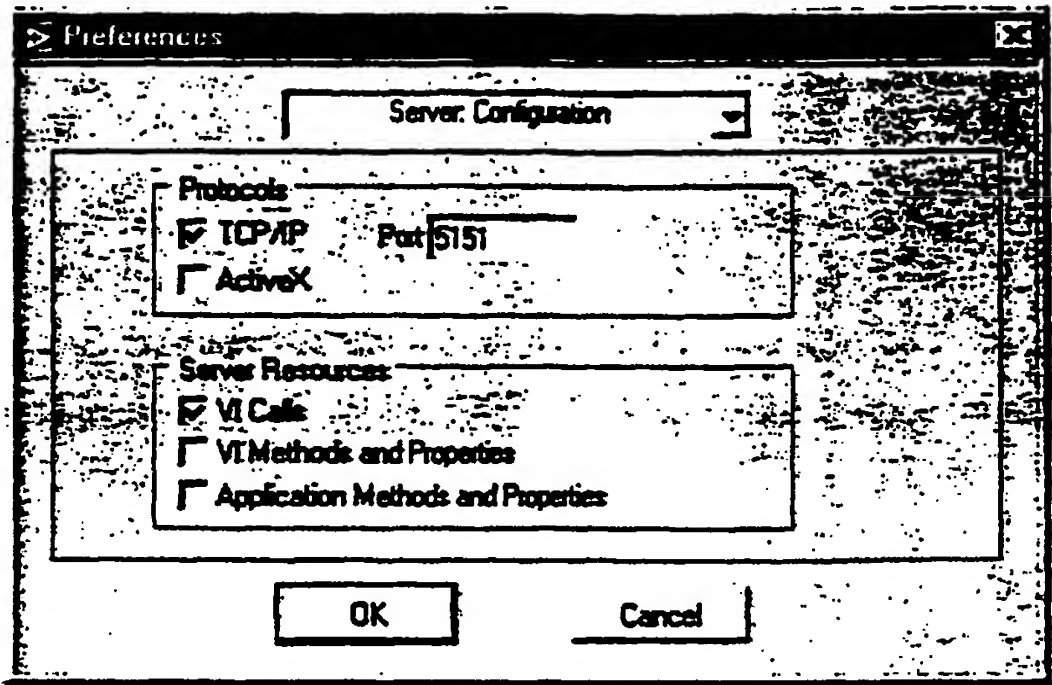 Preferences
Server: Configuration
Protocols
TCP/IP Port 5151
ActiveX
Server Resources
VI Calls
VI Methods and Properties
Application Methods and Properties
OK Cancel